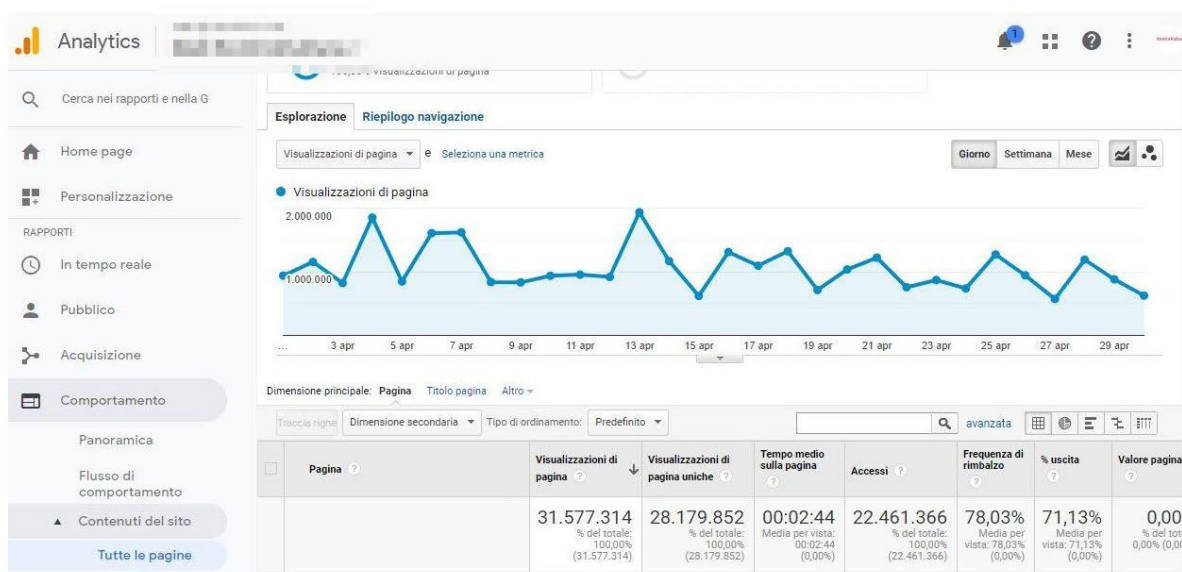 Analytics
1
Cerca nei rapporti e nella G
Home page
Personalizzazione
RAPPORTI
In tempo reale
Pubblico
Acquisizione
Comportamento
Panoramica
Flusso di
comportamento
Contenuti del sito
Tutte le pagine
Visualizzazioni di pagina
Esplorazione Riepilogo navigazione
Visualizzazioni di pagina e Seleziona una metrica
Giorno Settimana Mese
Visualizzazioni di pagina
2.000.000
1.000.000
... 3 apr 5 apr 7 apr 9 apr 11 apr 13 apr 15 apr 17 apr 19 apr 21 apr 23 apr 25 apr 27 apr 29 apr
Dimensione principale: Pagina Titolo pagina Altro
Traccia righe Dimensione secondaria Tipo di ordinamento: Predefinito avanzata
Pagina ?
Visualizzazioni di
pagina ?
Visualizzazioni di
pagina uniche ?
Tempo medio
sulla pagina
?
Accessi ?
Frequenza di
rimbalzo
?
% uscita
?
Valore pagina
?
31.577.314
% del totale:
100,00%
(31.577.314)
28.179.852
% del totale:
100,00%
(28.179.852)
00:02:44
Media per vista:
00:02:44
(0,00%)
22.461.366
% del totale:
100,00%
(22.461.366)
78,03%
Media per
vista: 78,03%
(0,00%)
71,13%
Media per
vista: 71,13%
(0,00%)
0,00
% del tot
0,00% (0,00